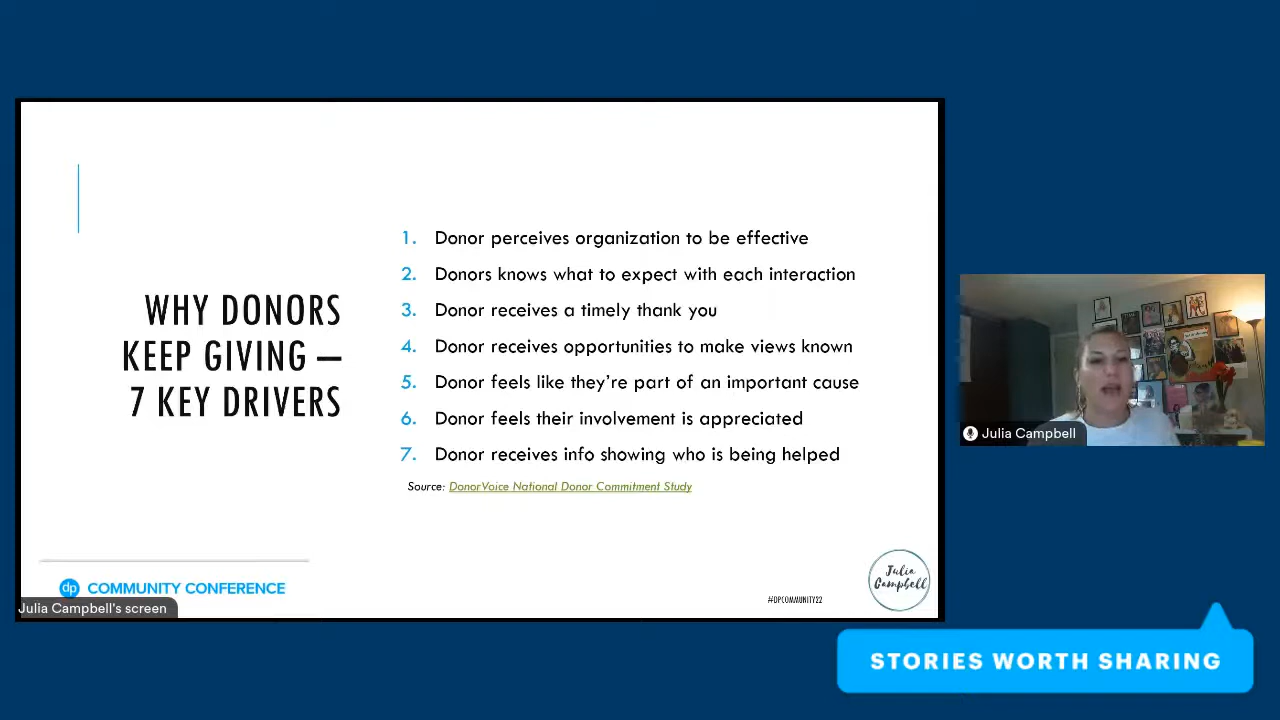 WHY DONORS
KEEP GIVING –
7 KEY DRIVERS
1. Donor perceives organization to be effective
2. Donors knows what to expect with each interaction
3. Donor receives a timely thank you
4. Donor receives opportunities to make views known
5. Donor feels like they're part of an important cause
6. Donor feels their involvement is appreciated
7. Donor receives info showing who is being helped
Source: DonorVoice National Donor Commitment Study
dp COMMUNITY CONFERENCE
Julia Campbell's screen
#DPCOMMUNITY22
Julia
Campbell
Julia Campbell
STORIES WORTH SHARING